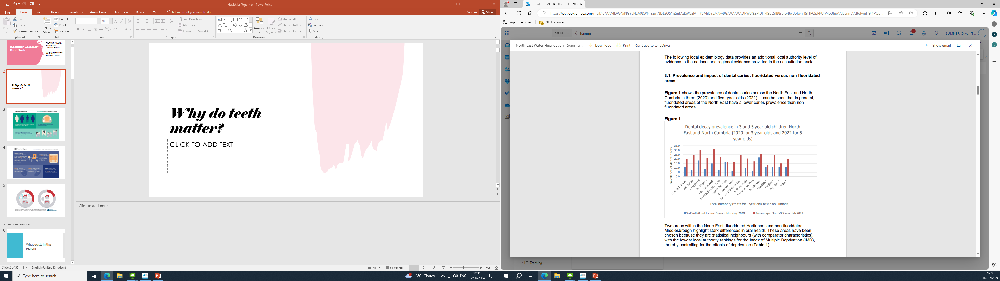 Healthier Together - PowerPoint
File
Home
Insert
Design
Transitions
Animations
Slide Show
Review
View
Tell me what you want to do...
Sign in
Share
Paste
Cut
Copy
Format Painter
Clipboard
New
Slide
Layout
Reset
Section
Slides
48
Font
Text Direction
Align Text
Convert to SmartArt
Paragraph
Arrange
Quick
Styles
Shape Fill
Shape Outline
Shape Effects
Drawing
Find
Replace
Select
Editing
Healthier Together:
Oral Health
2
Why do teeth
matter?
3
4
5
31%
21%
Regional services
6
What exists in the
region?
Why do teeth
matter?
CLICK TO ADD TEXT
Click to add notes
Slide 2 of 38
English (United Kingdom)
Notes
Comments
83%
Type here to search
16°C Cloudy
ENG
12:35
02/07/2024
Email - SUMNER, Oliver (THE NE
Import favorites
NTH Favorites
MCN
kamini
2
SUMNER, Oliver (T...
S
North East Water Fluoridation - Summar...
Download
Print
Save to OneDrive
Show email
The following local epidemiology data provides an additional local authority level of
evidence to the national and regional evidence provided in the consultation pack.
3.1. Prevalence and impact of dental caries: fluoridated versus non-fluoridated
areas
Figure 1 shows the prevalence of dental caries across the North East and North
Cumbria in three (2020) and five- year-olds (2022). It can be seen that in general,
fluoridated areas of the North East have a lower caries prevalence than non-
fluoridated areas.
Figure 1
Dental decay prevalence in 3 and 5 year old children North
East and North Cumbria (2020 for 3 year olds and 2022 for 5
year olds)
Prevalence of dental decay
35.0
30.0
25.0
20.0
15.0
10.0
5.0
0.0
County Durham
Darlington
Gateshead
Hartlepool
Middlesbrough
Newcastle upon Tyne
North Tyneside
Northumberland
Redcar and Cleveland
South Tyneside
Stockton-on-Tees
Sunderland
Allerdale*
Carlisle*
Copeland*
Eden*
Local authority (*data for 3 year olds based on Cumbria)
% d3mft>0 incl Incisors 3 year old survey 2020
Percentage d3mft>0 5 year olds 2022
Two areas within the North East: fluoridated Hartlepool and non-fluoridated
Middlesbrough highlight stark differences in oral health. These areas have been
chosen because they are statistical neighbours (with comparator characteristics),
with the lowest local authority rankings for the Index of Multiple Deprivation (IMD),
thereby controlling for the effects of deprivation (Table 1).
Teaching
12:35
02/07/2024